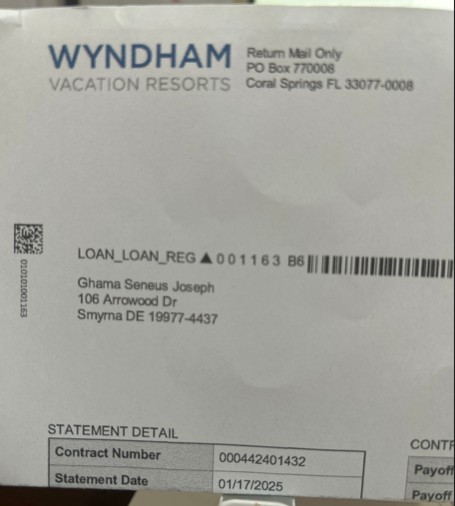 WYNDHAM
VACATION RESORTS
Return Mail Only
PO Box 770008
Coral Springs FL 33077-0008
LOAN_LOAN_REG ▲ 001163 B6
010101001163
Ghama Seneus Joseph
106 Arrowood Dr
Smyrna DE 19977-4437
STATEMENT DETAIL
Contract Number 000442401432
Statement Date 01/17/2025
CONTR
Payoff
Payoff